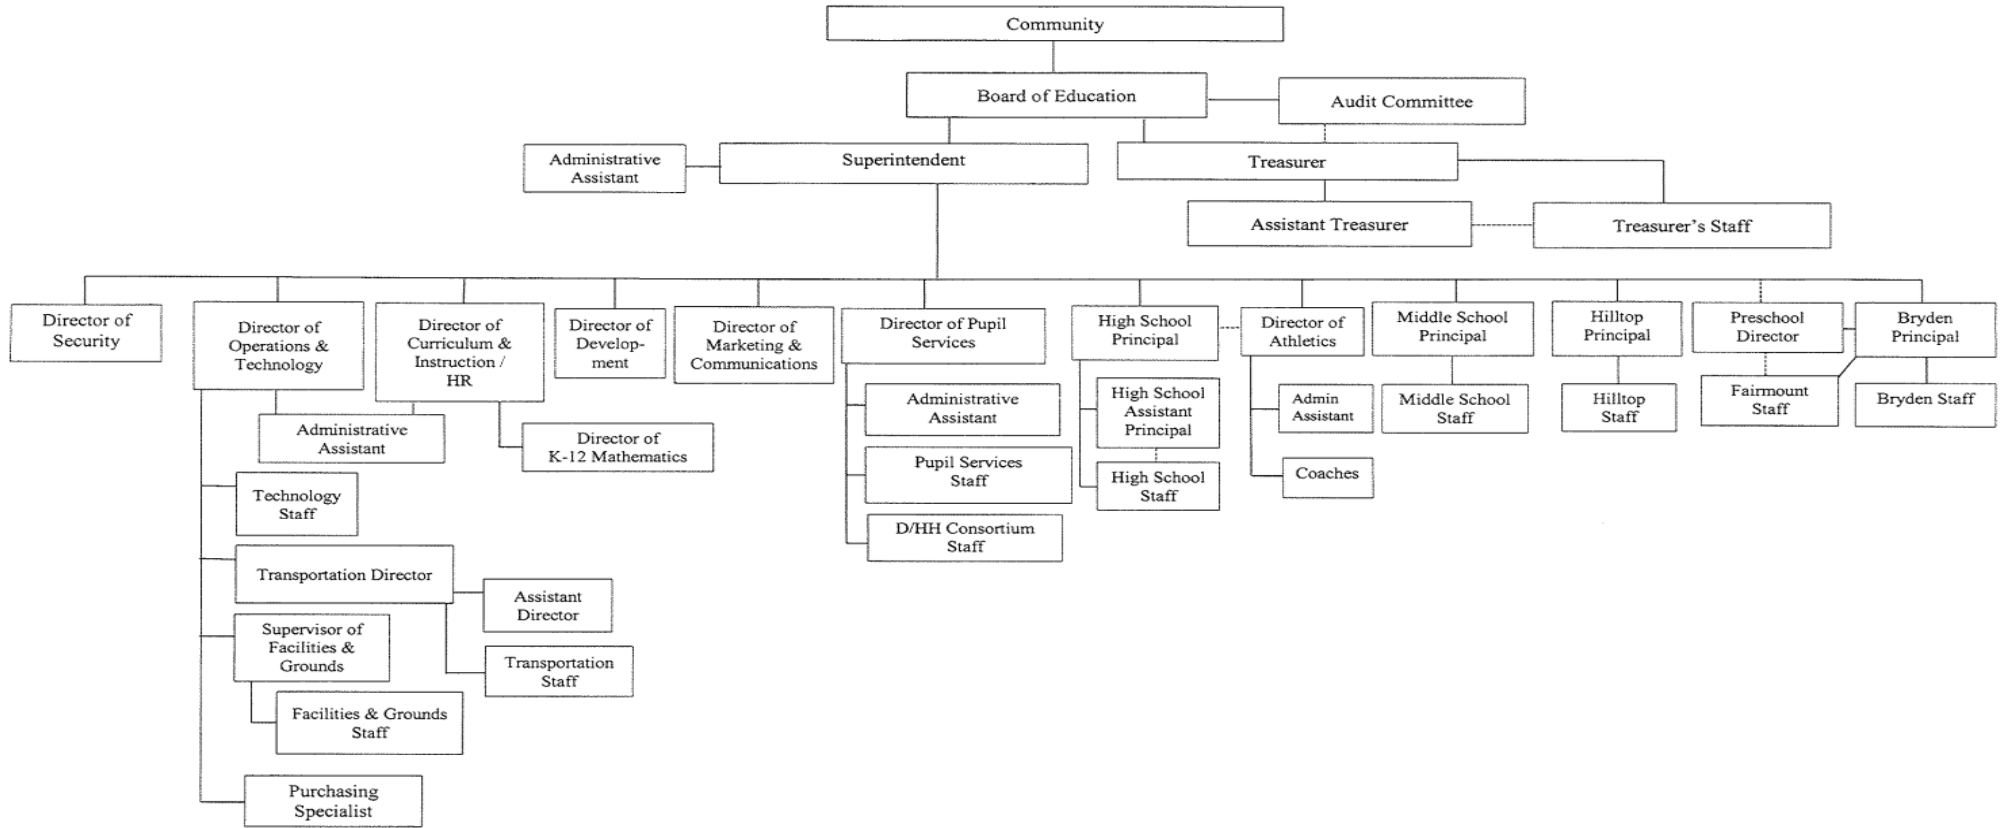 Community
Board of Education
Audit Committee
Administrative
Assistant
Superintendent
Treasurer
Assistant Treasurer
Treasurer's Staff
Director of
Security
Director of
Operations &
Technology
Director of
Curriculum &
Instruction /
HR
Director of
Develop-
ment
Director of
Marketing &
Communications
Director of Pupil
Services
High School
Principal
Director of
Athletics
Middle School
Principal
Hilltop
Principal
Preschool
Director
Bryden
Principal
Administrative
Assistant
Director of
K-12 Mathematics
Administrative
Assistant
Pupil Services
Staff
D/HH Consortium
Staff
High School
Assistant
Principal
High School
Staff
Admin
Assistant
Coaches
Middle School
Staff
Hilltop
Staff
Fairmount
Staff
Bryden Staff
Technology
Staff
Transportation Director
Assistant
Director
Transportation
Staff
Supervisor of
Facilities &
Grounds
Facilities & Grounds
Staff
Purchasing
Specialist